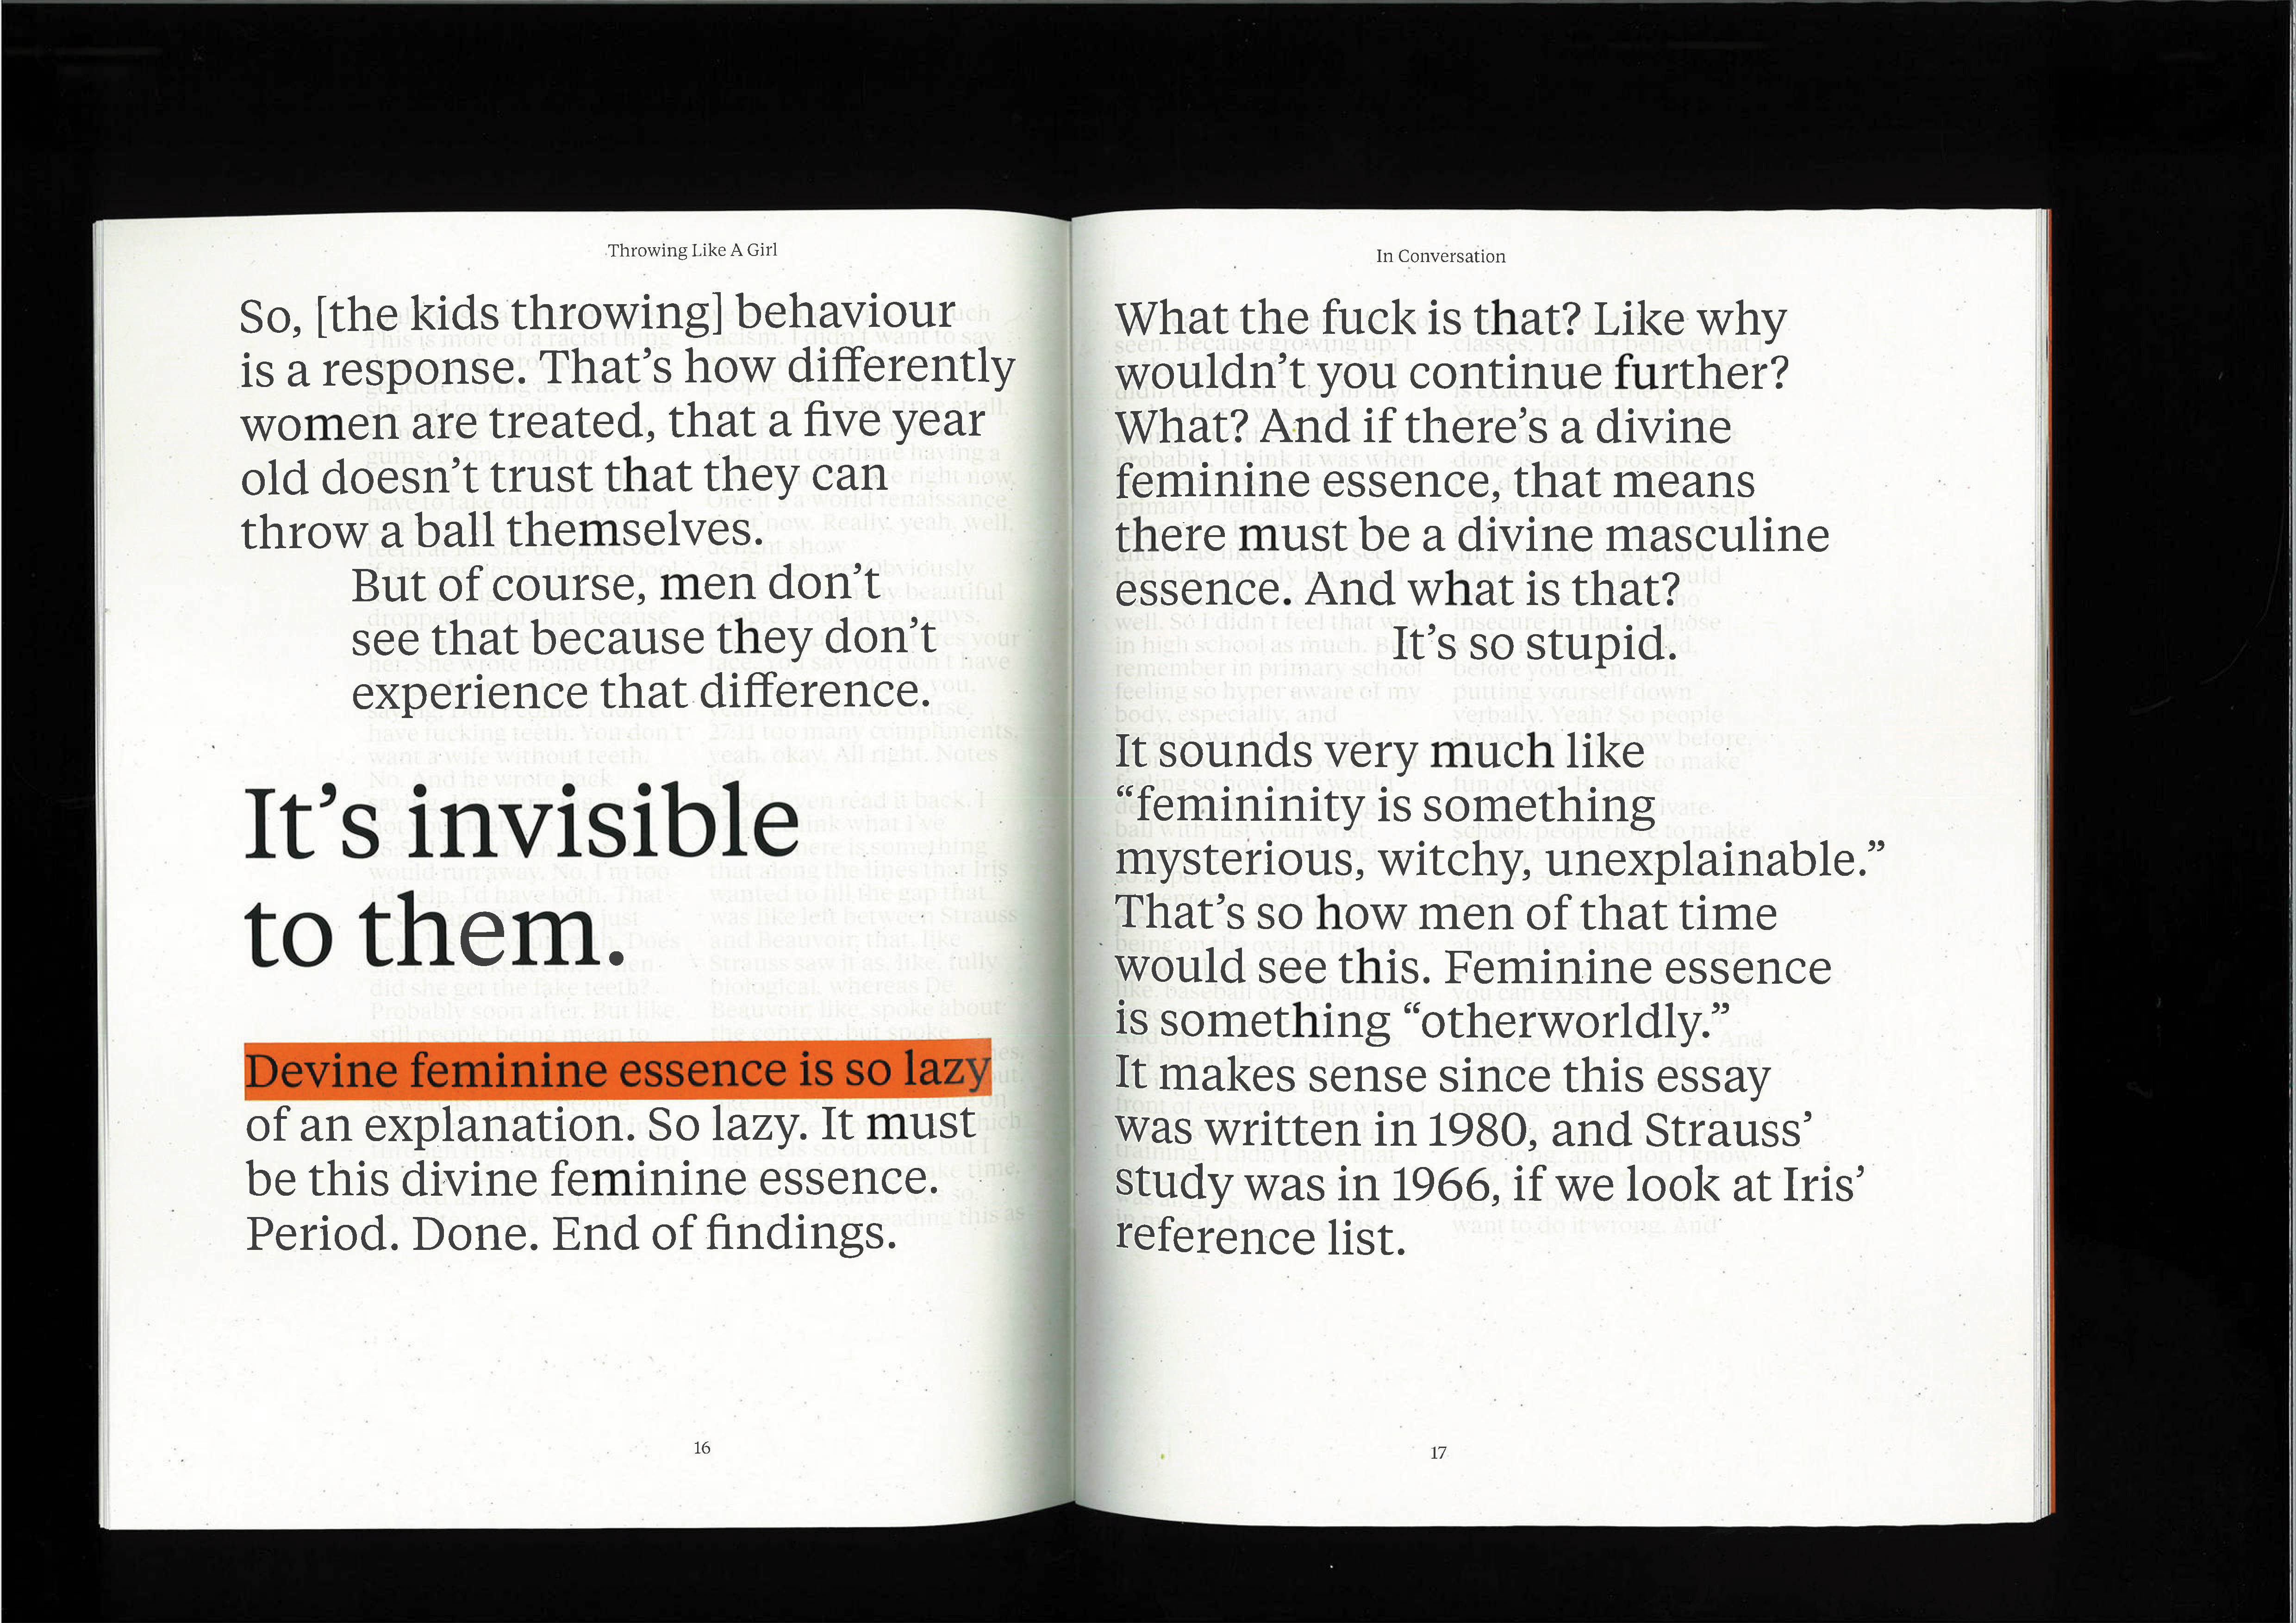 Throwing Like A Girl
So, [the kids throwing] behaviour
is a response. That’s how differently
women are treated, that a five year
old doesn’t trust that they can
throw a ball themselves.
But of course, men don’t
see that because they don’t
experience that difference.
It’s invisible
to them.
Devine feminine essence is so lazy
of an explanation. So lazy. It must
be this divine feminine essence.
Period. Done. End of findings.
16
In Conversation
What the fuck is that? Like why
wouldn’t you continue further?
What? And if there’s a divine
feminine essence, that means
there must be a divine masculine
essence. And what is that?
It’s so stupid.
It sounds very much like
“femininity is something
mysterious, witchy, unexplainable.”
That’s so how men of that time
would see this. Feminine essence
is something “otherworldly.”
It makes sense since this essay
was written in 1980, and Strauss’
study was in 1966, if we look at Iris’
reference list.
17